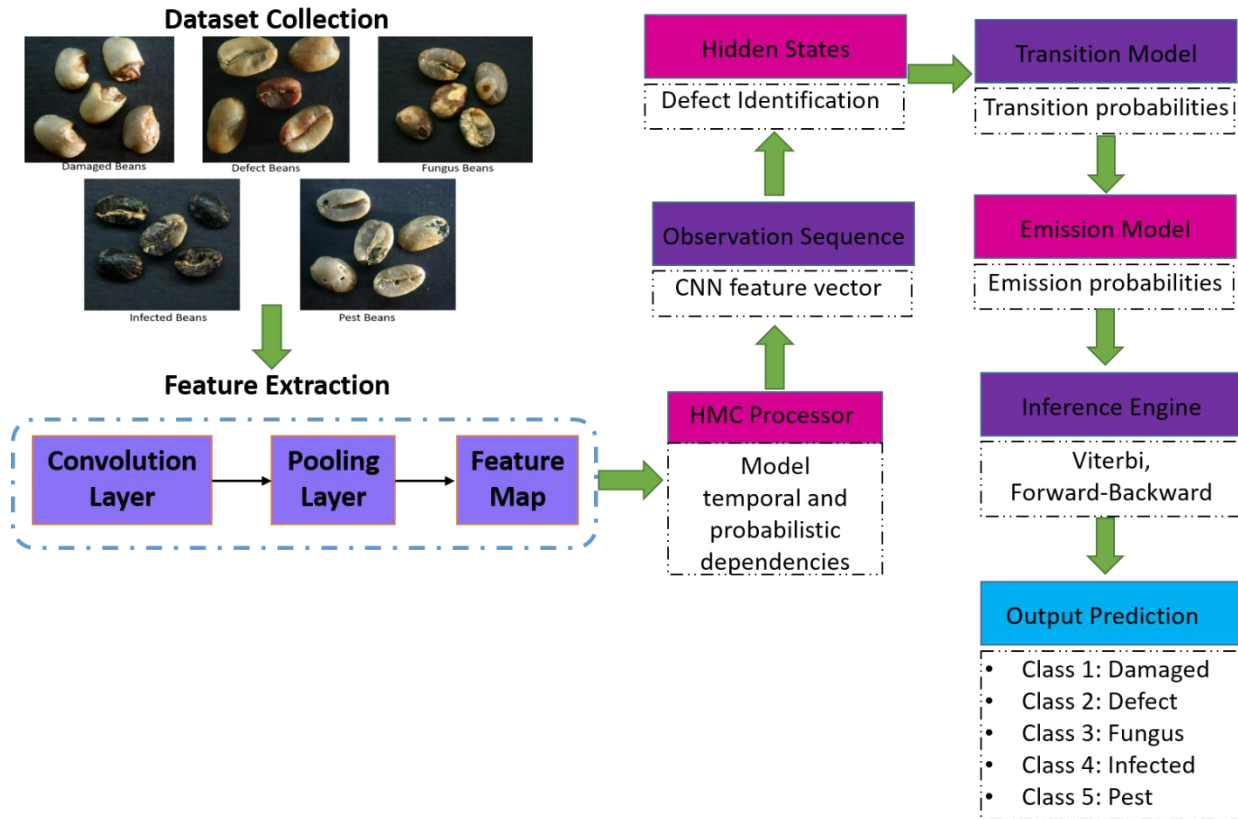 Dataset Collection
Damaged Beans
Defect Beans
Fungus Beans
Infected Beans
Pest Beans
Feature Extraction
Convolution
Layer
Pooling
Layer
Feature
Map
HMC Processor
Model
temporal and
probabilistic
dependencies
Observation Sequence
CNN feature vector
Hidden States
Defect Identification
Transition Model
Transition probabilities
Emission Model
Emission probabilities
Inference Engine
Viterbi,
Forward-Backward
Output Prediction
• Class 1: Damaged
• Class 2: Defect
• Class 3: Fungus
• Class 4: Infected
• Class 5: Pest